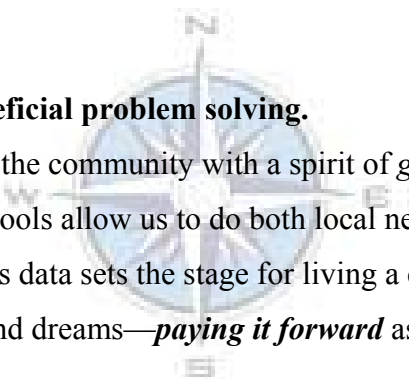 N
eficial problem solving.
the community with a spirit of g
W E
ools allow us to do both local ne
s data sets the stage for living a
nd dreams—paying it forward as
S